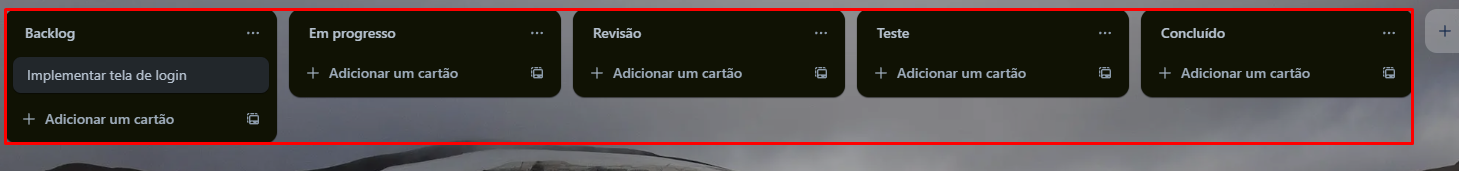 Backlog
Implementar tela de login
Adicionar um cartão
Em progresso
Adicionar um cartão
Revisão
Adicionar um cartão
Teste
Adicionar um cartão
Concluído
Adicionar um cartão